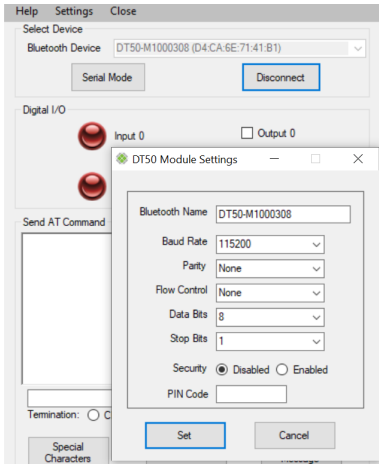 Help Settings Close
Select Device
Bluetooth Device DT50-M1000308 (D4:CA:6E:71:41:B1)
Serial Mode Disconnect
Digital I/O
Input 0 Output 0
DT50 Module Settings
Send AT Command
Bluetooth Name DT50-M1000308
Baud Rate 115200
Parity None
Flow Control None
Data Bits 8
Stop Bits 1
Security Disabled Enabled
PIN Code
Termination: C
Set Cancel
Special
Characters